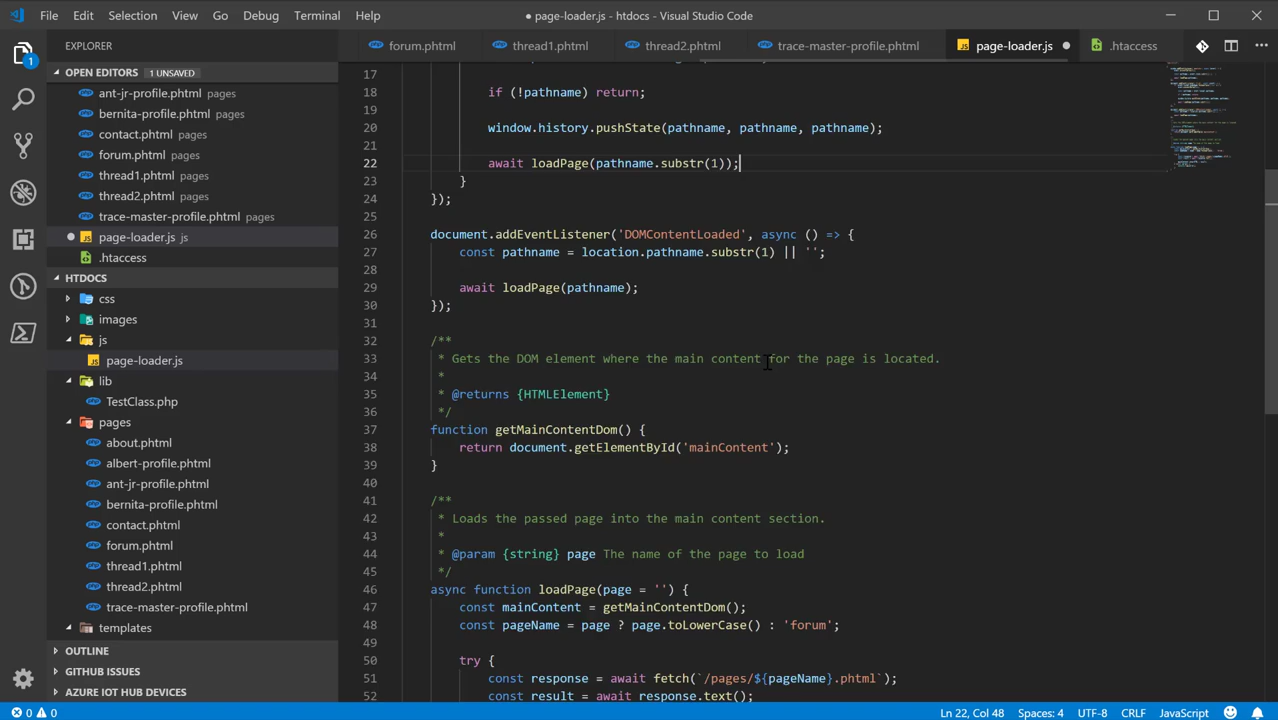 File Edit Selection View Go Debug Terminal Help
● page-loader.js - htdocs - Visual Studio Code
EXPLORER
forum.phtml thread1.phtml thread2.phtml trace-master-profile.phtml page-loader.js ● .htaccess
OPEN EDITORS 1 UNSAVED
ant-jr-profile.phtml pages
bernita-profile.phtml pages
contact.phtml pages
forum.phtml pages
thread1.phtml pages
thread2.phtml pages
trace-master-profile.phtml pages
● JS page-loader.js js
.htaccess
HTDOCS
css
images
js
JS page-loader.js
lib
TestClass.php
pages
about.phtml
albert-profile.phtml
ant-jr-profile.phtml
bernita-profile.phtml
contact.phtml
forum.phtml
thread1.phtml
thread2.phtml
trace-master-profile.phtml
templates
OUTLINE
GITHUB ISSUES
AZURE IOT HUB DEVICES
17
18 if (!pathname) return;
19
20 window.history.pushState(pathname, pathname, pathname);
21
22 await loadPage(pathname.substr(1));
23 }
24 });
25
26 document.addEventListener('DOMContentLoaded', async () => {
27 const pathname = location.pathname.substr(1) || '';
28
29 await loadPage(pathname);
30 });
31
32 /**
33 * Gets the DOM element where the main content for the page is located.
34 *
35 * @returns {HTMLElement}
36 */
37 function getMainContentDom() {
38 return document.getElementById('mainContent');
39 }
40
41 /**
42 * Loads the passed page into the main content section.
43 *
44 * @param {string} page The name of the page to load
45 */
46 async function loadPage(page = '') {
47 const mainContent = getMainContentDom();
48 const pageName = page ? page.toLowerCase() : 'forum';
49
50 try {
51 const response = await fetch(`/pages/${pageName}.phtml`);
52 const result = await response.text();
0 0 Ln 22, Col 48 Spaces: 4 UTF-8 CRLF JavaScript